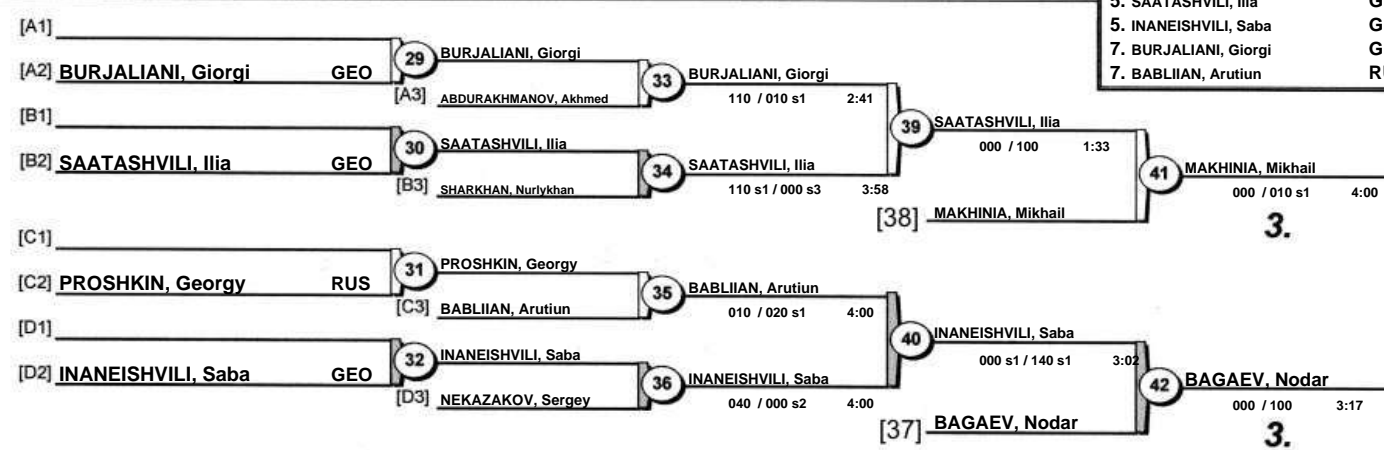 5. SAATASHVILI, Ilia G
5. INANEISHVILI, Saba G
7. BURJALIANI, Giorgi G
7. BABLIIAN, Arutiun RU
[A1]
[A2] BURJALIANI, Giorgi GEO
29
BURJALIANI, Giorgi
[A3] ABDURAKHMANOV, Akhmed
33
BURJALIANI, Giorgi
110 / 010 s1 2:41
[B1]
[B2] SAATASHVILI, Ilia GEO
30
SAATASHVILI, Ilia
[B3] SHARKHAN, Nurlykhan
34
SAATASHVILI, Ilia
110 s1 / 000 s3 3:58
39
SAATASHVILI, Ilia
000 / 100 1:33
[38] MAKHINIA, Mikhail
41
MAKHINIA, Mikhail
000 / 010 s1 4:00
3.
[C1]
[C2] PROSHKIN, Georgy RUS
31
PROSHKIN, Georgy
[C3] BABLIIAN, Arutiun
35
BABLIIAN, Arutiun
010 / 020 s1 4:00
[D1]
[D2] INANEISHVILI, Saba GEO
32
INANEISHVILI, Saba
[D3] NEKAZAKOV, Sergey
36
INANEISHVILI, Saba
040 / 000 s2 4:00
40
INANEISHVILI, Saba
000 s1 / 140 s1 3:02
[37] BAGAEV, Nodar
42
BAGAEV, Nodar
000 / 100 3:17
3.